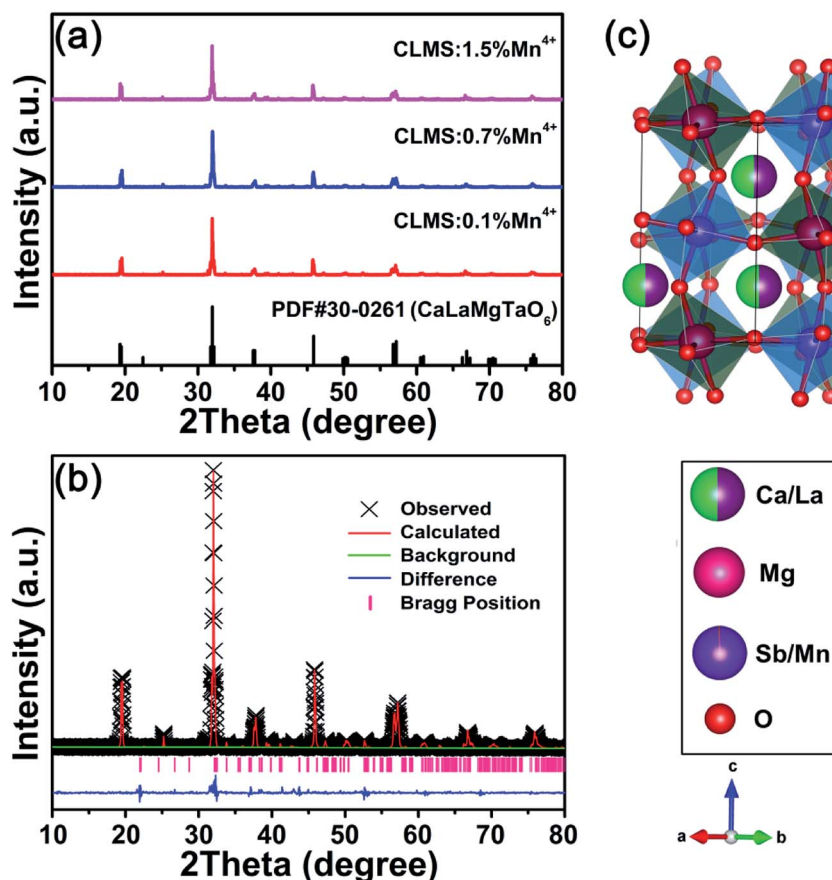 (a)
CLMS:1.5%Mn4+
CLMS:0.7%Mn4+
CLMS:0.1%Mn4+
PDF#30-0261 (CaLaMgTaO6)
Intensity (a.u.)
10 20 30 40 50 60 70 80
2Theta (degree)
(b)
Observed
Calculated
Background
Difference
Bragg Position
Intensity (a.u.)
10 20 30 40 50 60 70 80
2Theta (degree)
(c)
Ca/La
Mg
Sb/Mn
O
c
a b